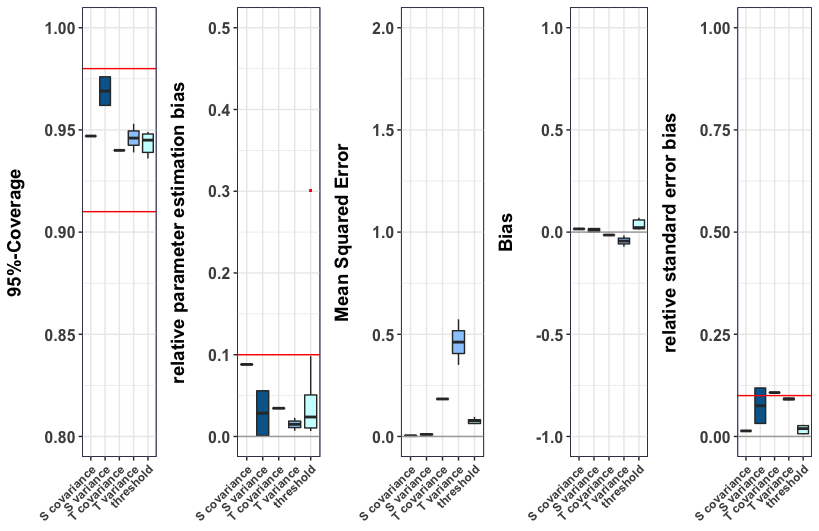 95%-Coverage
1.00
0.95
0.90
0.85
0.80
S covariance
S variance
T covariance
T variance
threshold
relative parameter estimation bias
0.5
0.4
0.3
0.2
0.1
0.0
S covariance
S variance
T covariance
T variance
threshold
Mean Squared Error
2.0
1.5
1.0
0.5
0.0
S covariance
S variance
T covariance
T variance
threshold
Bias
1.0
0.5
0.0
-0.5
-1.0
S covariance
S variance
T covariance
T variance
threshold
relative standard error bias
1.00
0.75
0.50
0.25
0.00
S covariance
S variance
T covariance
T variance
threshold